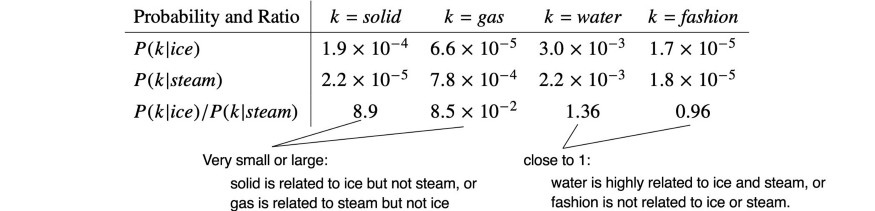 Probability and Ratio k = solid k = gas k = water k = fashion
P(k|ice) 1.9 × 10⁻⁴ 6.6 × 10⁻⁵ 3.0 × 10⁻³ 1.7 × 10⁻⁵
P(k|steam) 2.2 × 10⁻⁵ 7.8 × 10⁻⁴ 2.2 × 10⁻³ 1.8 × 10⁻⁵
P(k|ice)/P(k|steam) 8.9 8.5 × 10⁻² 1.36 0.96
Very small or large:
solid is related to ice but not steam, or
gas is related to steam but not ice
close to 1:
water is highly related to ice and steam, or
fashion is not related to ice or steam.